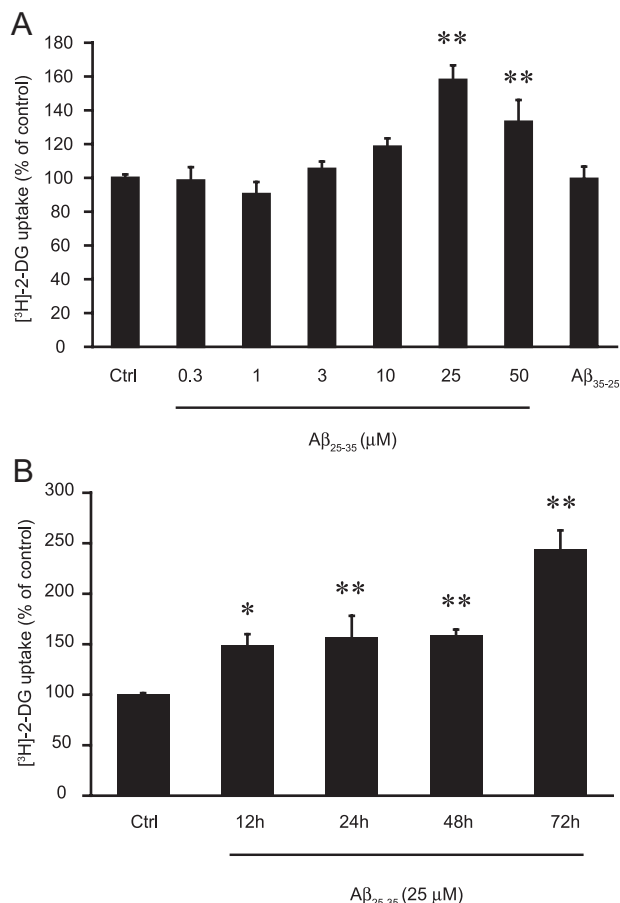 A
[³H]-2-DG uptake (% of control)
180
160
140
120
100
80
60
40
20
0
** **
Ctrl 0.3 1 3 10 25 50 Aβ₃₅₋₂₅
Aβ₂₅₋₃₅ (μM)
B
[³H]-2-DG uptake (% of control)
300
250
200
150
100
50
0
* ** ** **
Ctrl 12h 24h 48h 72h
Aβ₂₅₋₃₅ (25 μM)